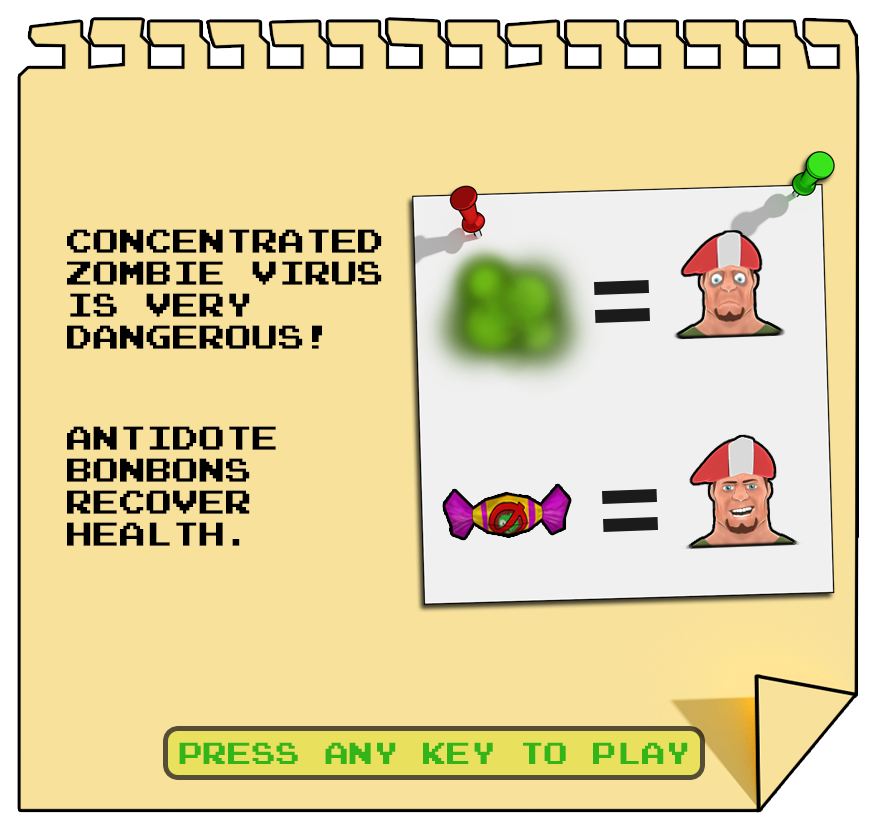 CONCENTRATED
ZOMBIE VIRUS
IS VERY
DANGEROUS!
ANTIDOTE
BONBONS
RECOVER
HEALTH.
PRESS ANY KEY TO PLAY